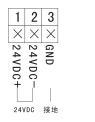 1 2 3
24VDC+
24VDC-
GND
24VDC 接地